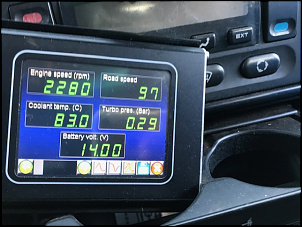 Engine speed (rpm)
Road speed
2280
97
Coolant temp. (C)
Turbo pres. (Bar)
83.0
0.29
Battery volt. (V)
14.00
EXT